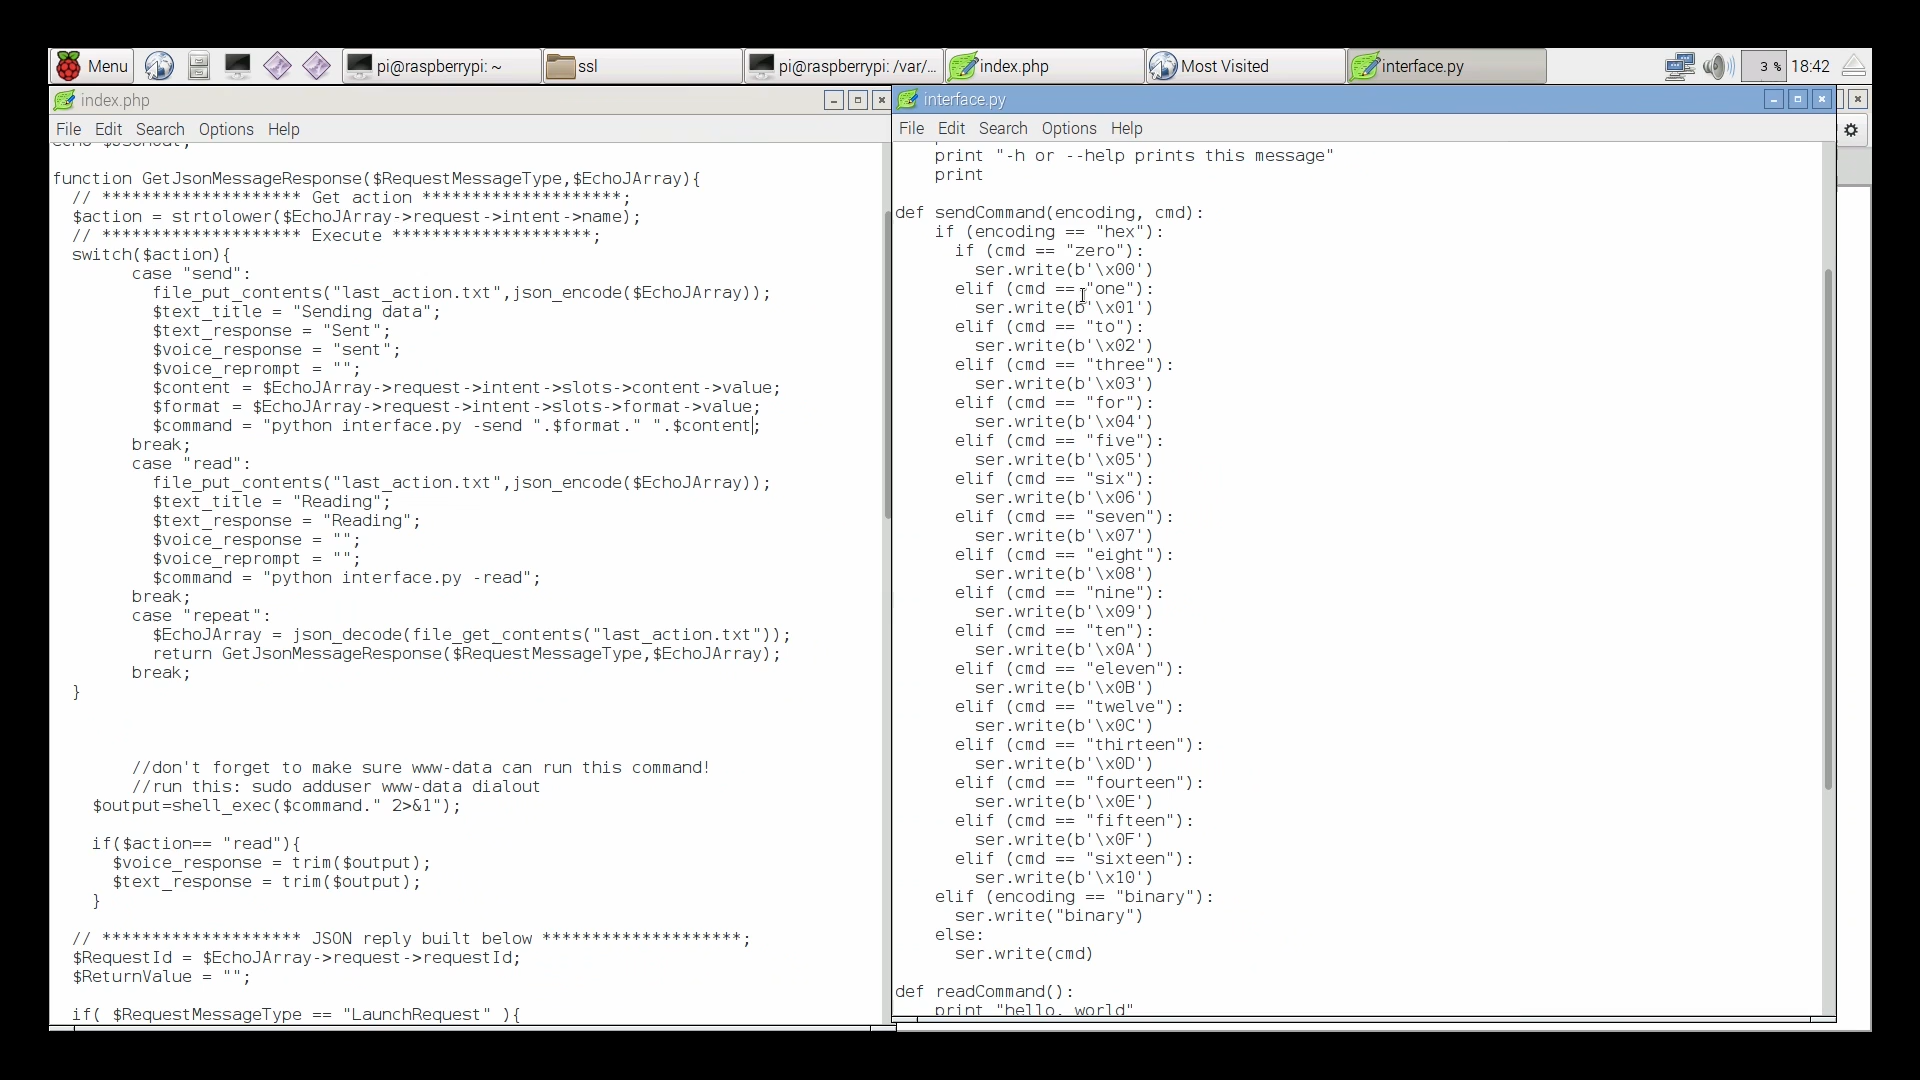 Menu
pi@raspberrypi: ~
ssl
pi@raspberrypi: /var/...
index.php
Most Visited
interface.py
3 %
18:42
index.php
File Edit Search Options Help
echo $JsonOut;
function GetJsonMessageResponse($RequestMessageType,$EchoJArray){
// ******************** Get action ********************;
$action = strtolower($EchoJArray->request->intent->name);
// ******************** Execute ********************;
switch($action){
case "send":
file_put_contents("last_action.txt",json_encode($EchoJArray));
$text_title = "Sending data";
$text_response = "Sent";
$voice_response = "sent";
$voice_reprompt = "";
$content = $EchoJArray->request->intent->slots->content->value;
$format = $EchoJArray->request->intent->slots->format->value;
$command = "python interface.py -send ".$format." ".$content;
break;
case "read":
file_put_contents("last_action.txt",json_encode($EchoJArray));
$text_title = "Reading";
$text_response = "Reading";
$voice_response = "";
$voice_reprompt = "";
$command = "python interface.py -read";
break;
case "repeat":
$EchoJArray = json_decode(file_get_contents("last_action.txt"));
return GetJsonMessageResponse($RequestMessageType,$EchoJArray);
break;
}
//don't forget to make sure www-data can run this command!
//run this: sudo adduser www-data dialout
$output=shell_exec($command." 2>&1");
if($action== "read"){
$voice_response = trim($output);
$text_response = trim($output);
}
// ******************** JSON reply built below ********************;
$RequestId = $EchoJArray->request->requestId;
$ReturnValue = "";
if( $RequestMessageType == "LaunchRequest" ){
interface.py
File Edit Search Options Help
print "-h or --help prints this message"
print
def sendCommand(encoding, cmd):
if (encoding == "hex"):
if (cmd == "zero"):
ser.write(b'\x00')
elif (cmd == "one"):
ser.write(b'\x01')
elif (cmd == "to"):
ser.write(b'\x02')
elif (cmd == "three"):
ser.write(b'\x03')
elif (cmd == "for"):
ser.write(b'\x04')
elif (cmd == "five"):
ser.write(b'\x05')
elif (cmd == "six"):
ser.write(b'\x06')
elif (cmd == "seven"):
ser.write(b'\x07')
elif (cmd == "eight"):
ser.write(b'\x08')
elif (cmd == "nine"):
ser.write(b'\x09')
elif (cmd == "ten"):
ser.write(b'\x0A')
elif (cmd == "eleven"):
ser.write(b'\x0B')
elif (cmd == "twelve"):
ser.write(b'\x0C')
elif (cmd == "thirteen"):
ser.write(b'\x0D')
elif (cmd == "fourteen"):
ser.write(b'\x0E')
elif (cmd == "fifteen"):
ser.write(b'\x0F')
elif (cmd == "sixteen"):
ser.write(b'\x10')
elif (encoding == "binary"):
ser.write("binary")
else:
ser.write(cmd)
def readCommand():
print "hello, world"